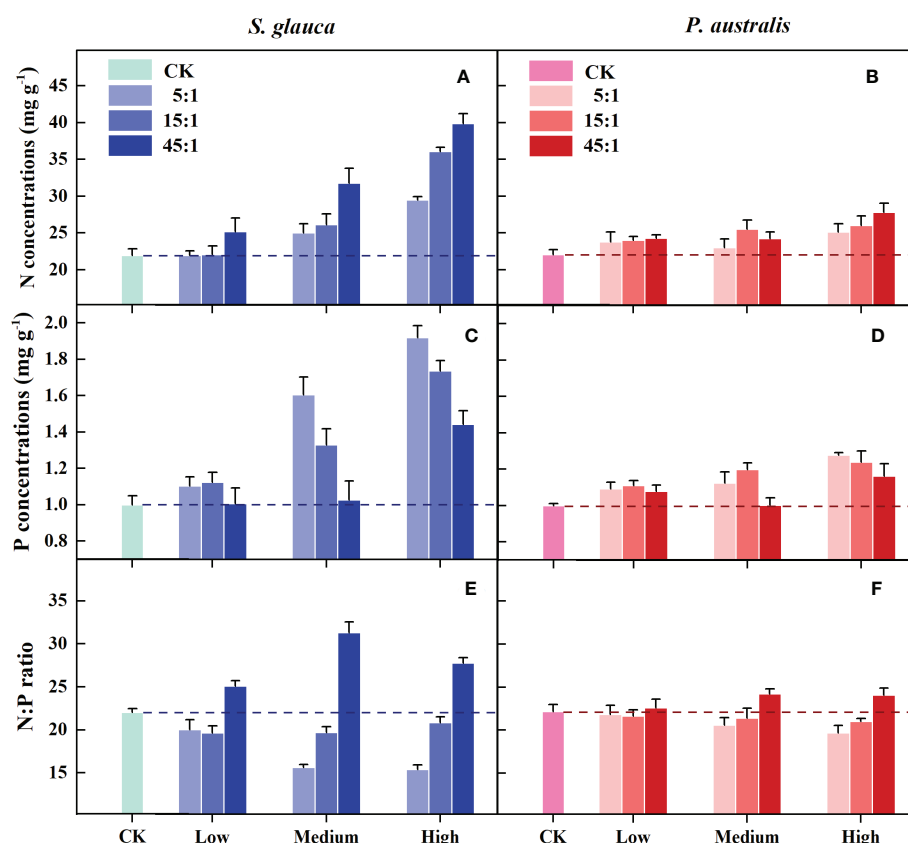 S. glauca
P. australis
N concentrations (mg g⁻¹)
45
40
35
30
25
20
CK
5:1
15:1
45:1
A
CK
5:1
15:1
45:1
B
P concentrations (mg g⁻¹)
2.0
1.8
1.6
1.4
1.2
1.0
0.8
C
D
N:P ratio
35
30
25
20
15
E
F
CK
Low
Medium
High
CK
Low
Medium
High